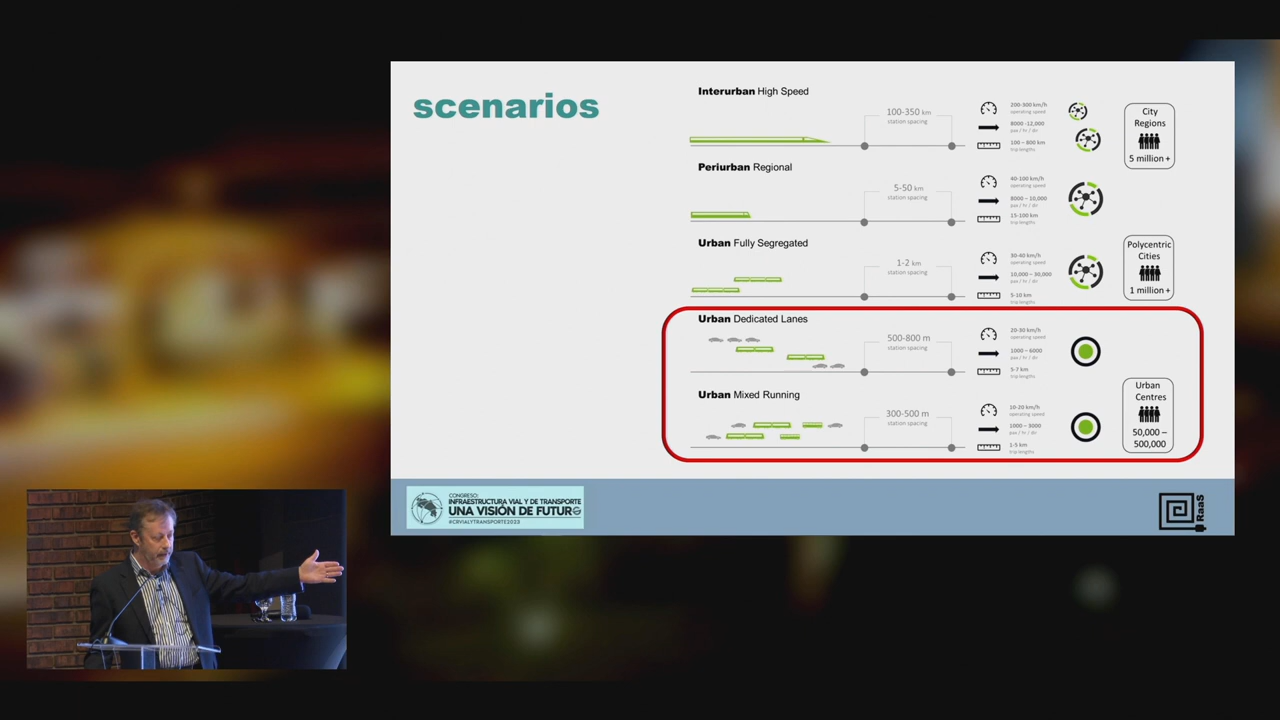 scenarios
Interurban High Speed
100-350 km
station spacing
200-300 km/h
operating speed
8000 -12,000
pax / hr / dir
100 – 800 km
trip lengths
City
Regions
5 million +
Periurban Regional
5-50 km
station spacing
40-100 km/h
operating speed
8000 – 10,000
pax / hr / dir
15-100 km
trip lengths
Urban Fully Segregated
1-2 km
station spacing
30-40 km/h
operating speed
10,000 – 30,000
pax / hr / dir
5-10 km
trip lengths
Polycentric
Cities
1 million +
Urban Dedicated Lanes
500-800 m
station spacing
20-30 km/h
operating speed
1000 – 6000
pax / hr / dir
5-7 km
trip lengths
Urban Mixed Running
300-500 m
station spacing
10-20 km/h
operating speed
1000 – 3000
pax / hr / dir
1-5 km
trip lengths
Urban
Centres
50,000 –
500,000
CONGRESO:
INFRAESTRUCTURA VIAL Y DE TRANSPORTE
UNA VISIÓN DE FUTURO
#CRVIALYTRANSPORTE2023
RaaS